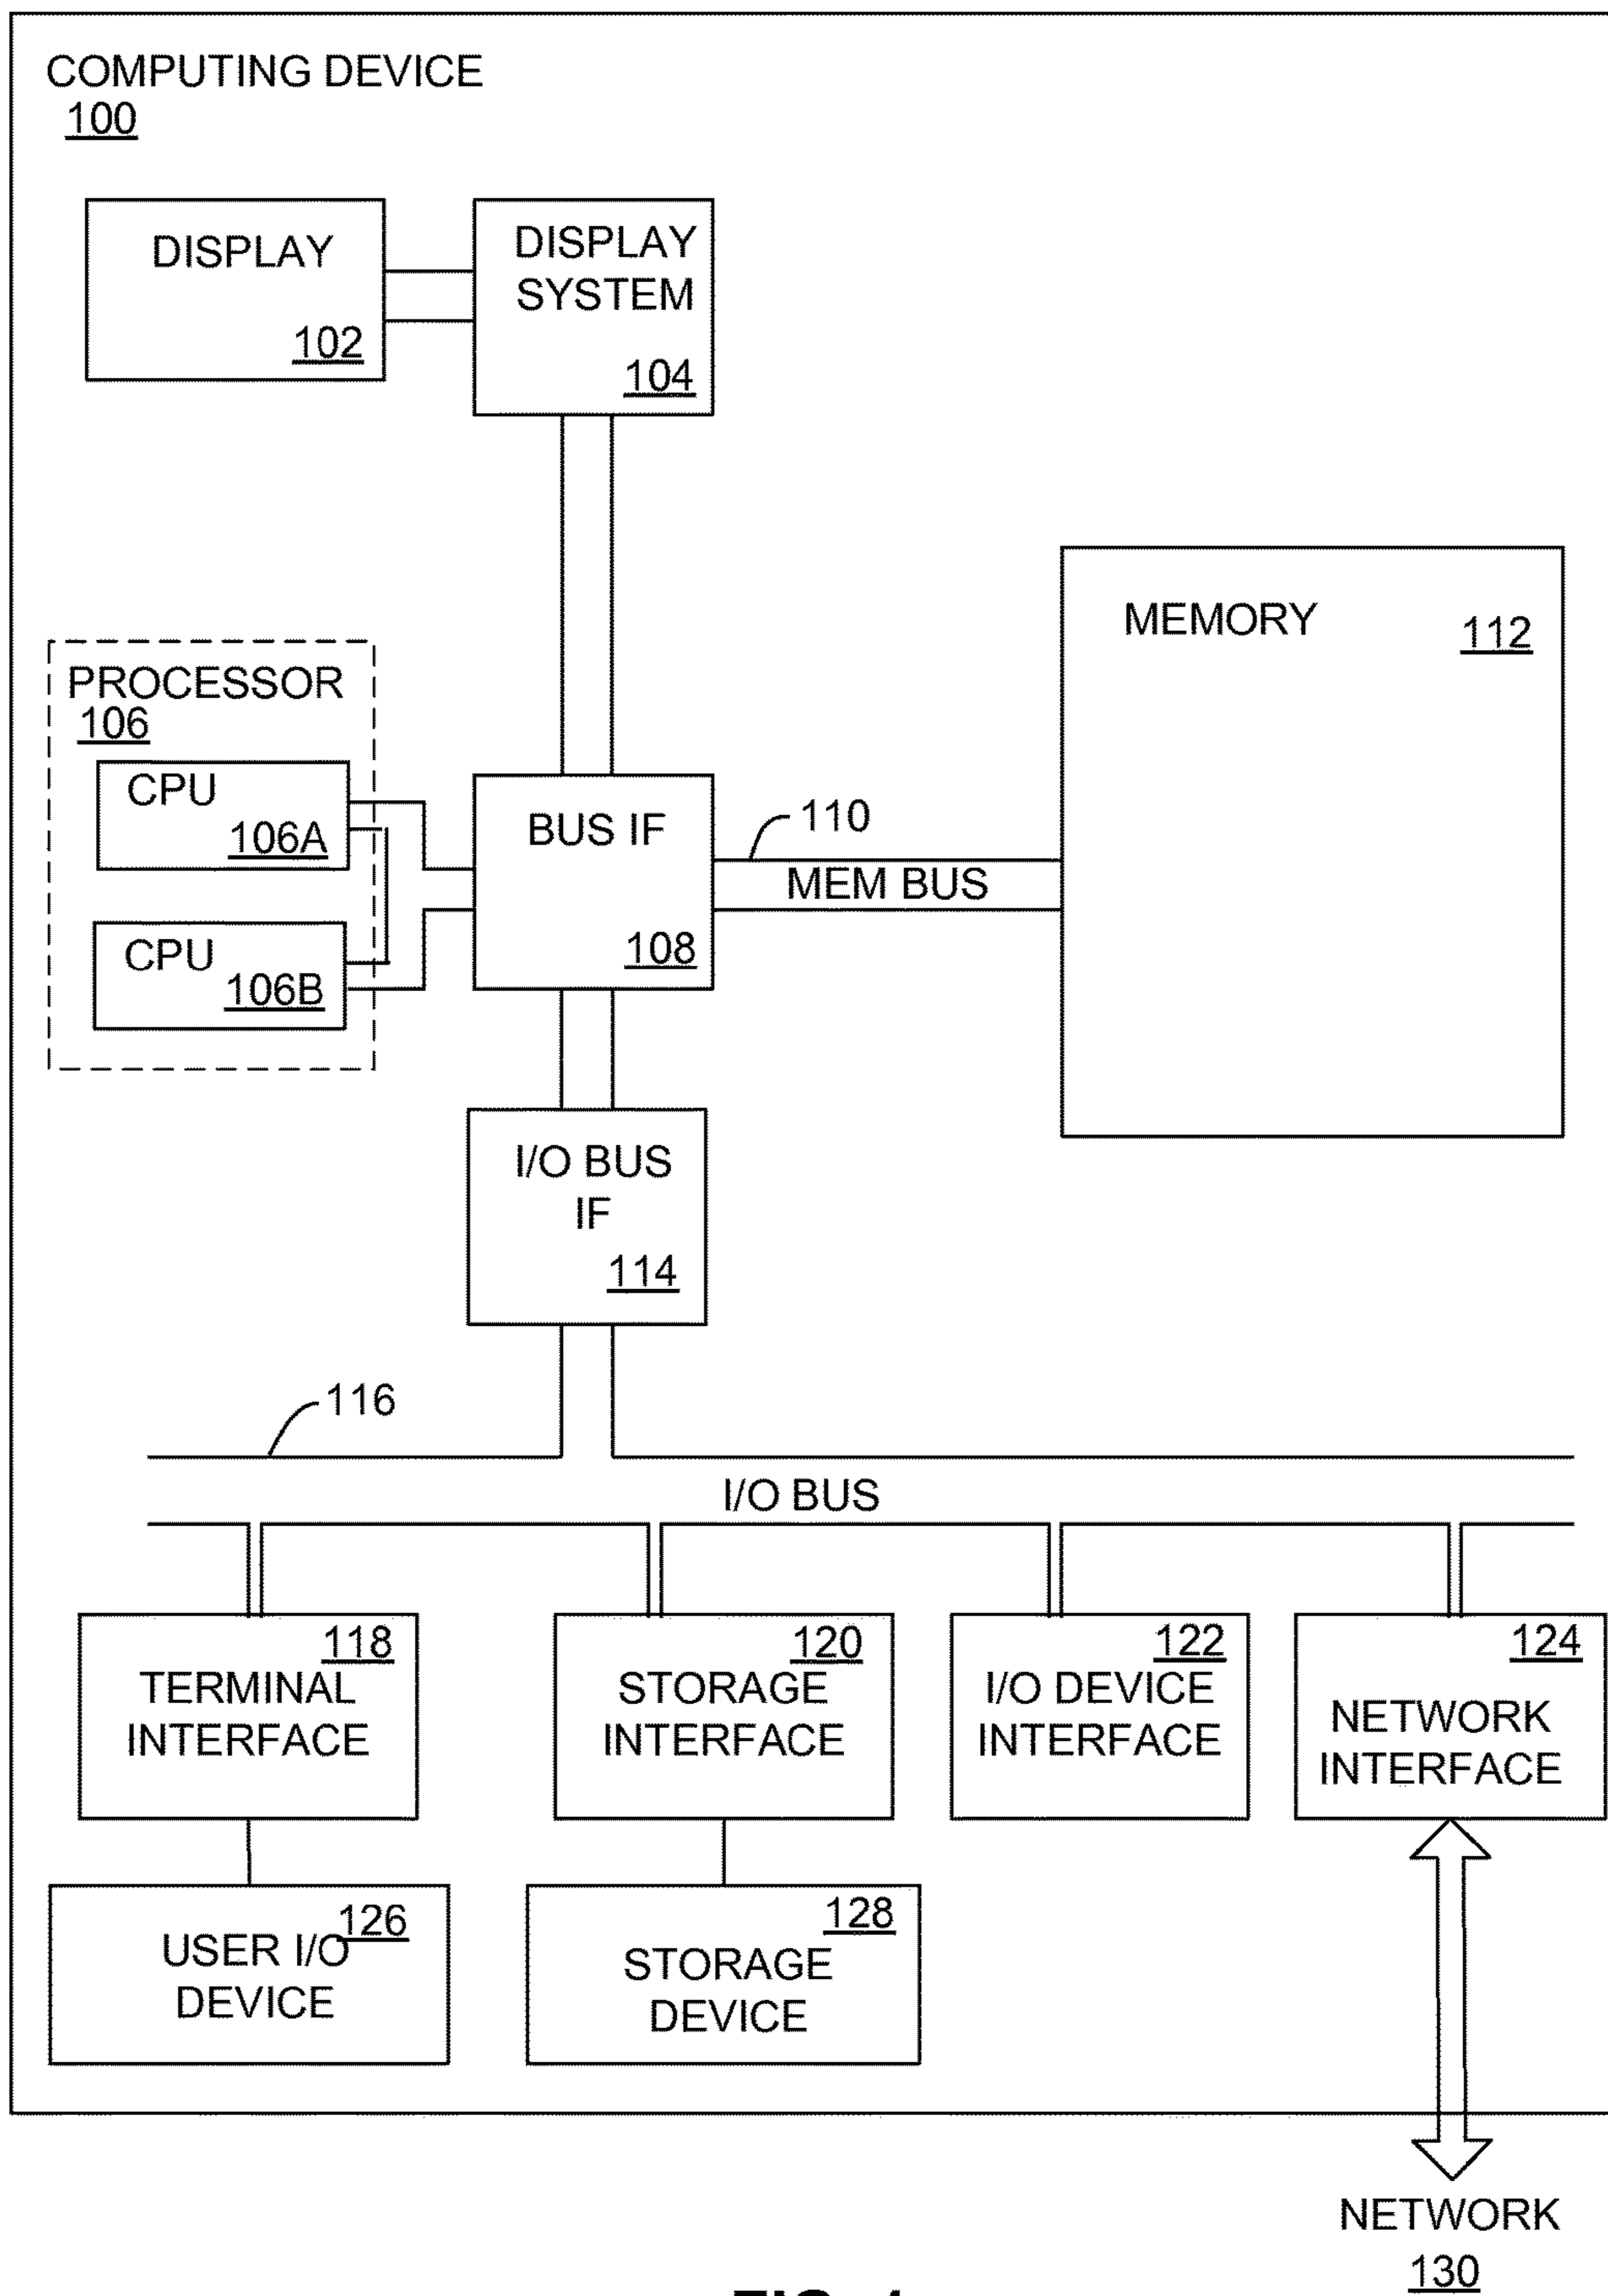 COMPUTING DEVICE
100
DISPLAY
102
DISPLAY
SYSTEM
104
MEMORY
112
PROCESSOR
106
CPU
106A
CPU
106B
BUS IF
108
110
MEM BUS
I/O BUS
IF
114
116
I/O BUS
118
TERMINAL
INTERFACE
120
STORAGE
INTERFACE
122
I/O DEVICE
INTERFACE
124
NETWORK
INTERFACE
126
USER I/O
DEVICE
128
STORAGE
DEVICE
NETWORK
130